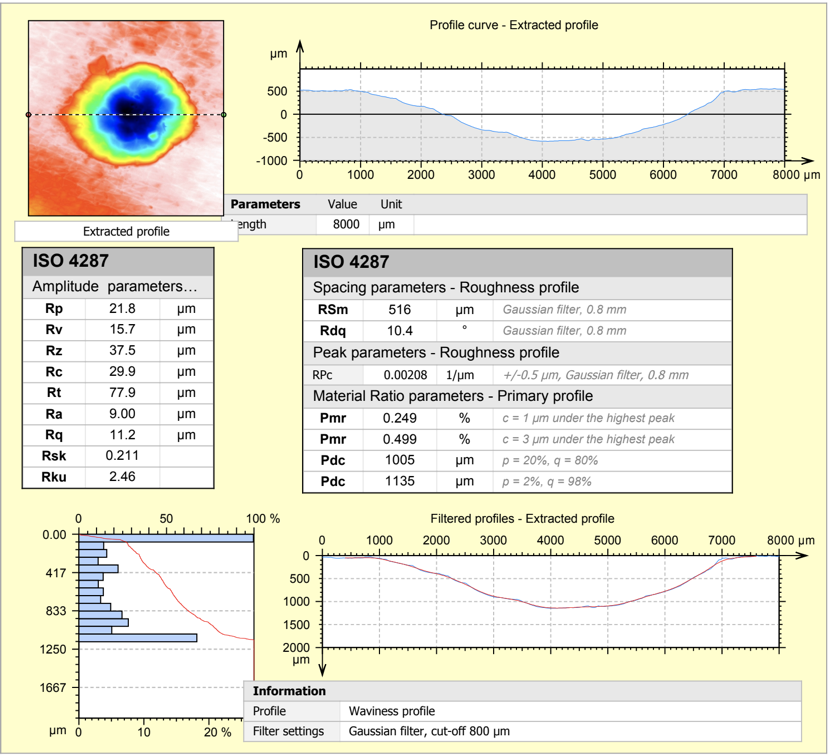 Profile curve - Extracted profile
µm
500
0
-500
-1000
0 1000 2000 3000 4000 5000 6000 7000 8000 µm
Parameters Value Unit
Length 8000 µm
Extracted profile
ISO 4287
Amplitude parameters...
Rp 21.8 µm
Rv 15.7 µm
Rz 37.5 µm
Rc 29.9 µm
Rt 77.9 µm
Ra 9.00 µm
Rq 11.2 µm
Rsk 0.211
Rku 2.46
ISO 4287
Spacing parameters - Roughness profile
RSm 516 µm Gaussian filter, 0.8 mm
Rdq 10.4 ° Gaussian filter, 0.8 mm
Peak parameters - Roughness profile
RPc 0.00208 1/µm +/-0.5 µm, Gaussian filter, 0.8 mm
Material Ratio parameters - Primary profile
Pmr 0.249 % c = 1 µm under the highest peak
Pmr 0.499 % c = 3 µm under the highest peak
Pdc 1005 µm p = 20%, q = 80%
Pdc 1135 µm p = 2%, q = 98%
0 50 100 %
0.00
417
833
1250
1667
µm 0 10 20 %
Filtered profiles - Extracted profile
0 1000 2000 3000 4000 5000 6000 7000 8000 µm
0
500
1000
1500
2000
µm
0
Information
Profile Waviness profile
Filter settings Gaussian filter, cut-off 800 µm